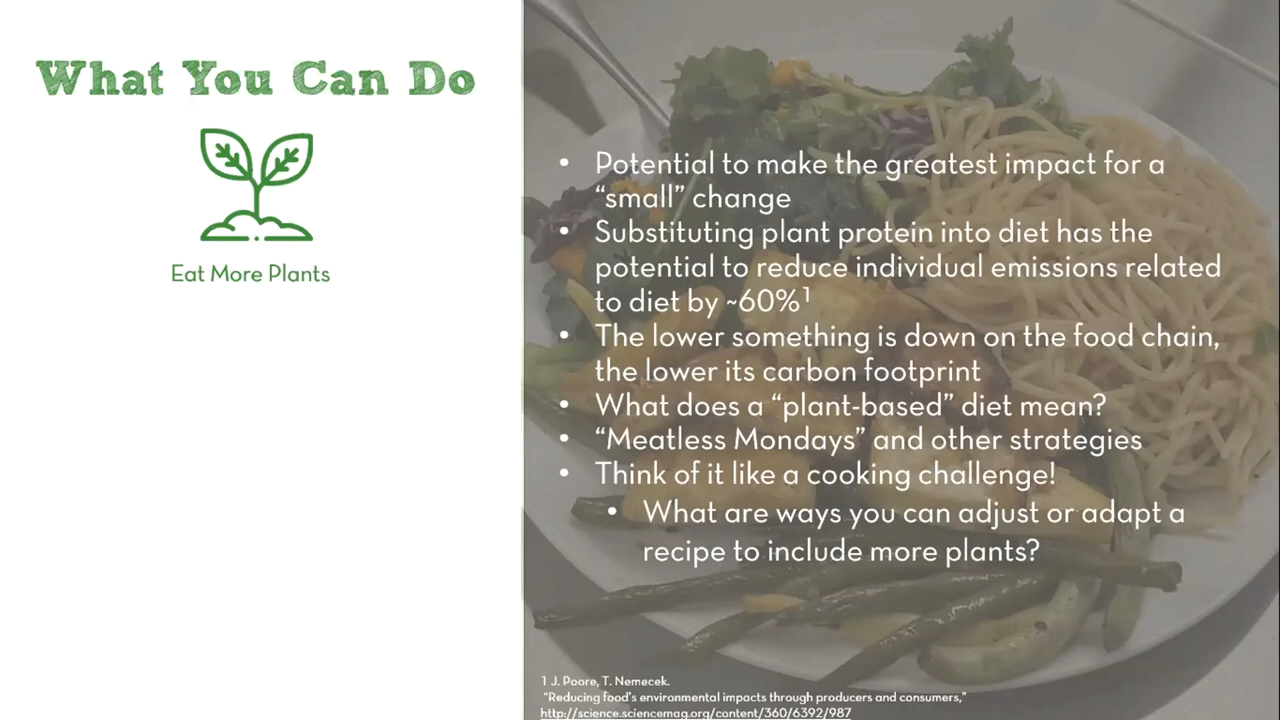 What You Can Do
Eat More Plants
• Potential to make the greatest impact for a
“small” change
• Substituting plant protein into diet has the
potential to reduce individual emissions related
to diet by ~60%¹
• The lower something is down on the food chain,
the lower its carbon footprint
• What does a “plant-based” diet mean?
• “Meatless Mondays” and other strategies
• Think of it like a cooking challenge!
• What are ways you can adjust or adapt a
recipe to include more plants?
1 J. Poore, T. Nemecek.
“Reducing food’s environmental impacts through producers and consumers,”
http://science.sciencemag.org/content/360/6392/987